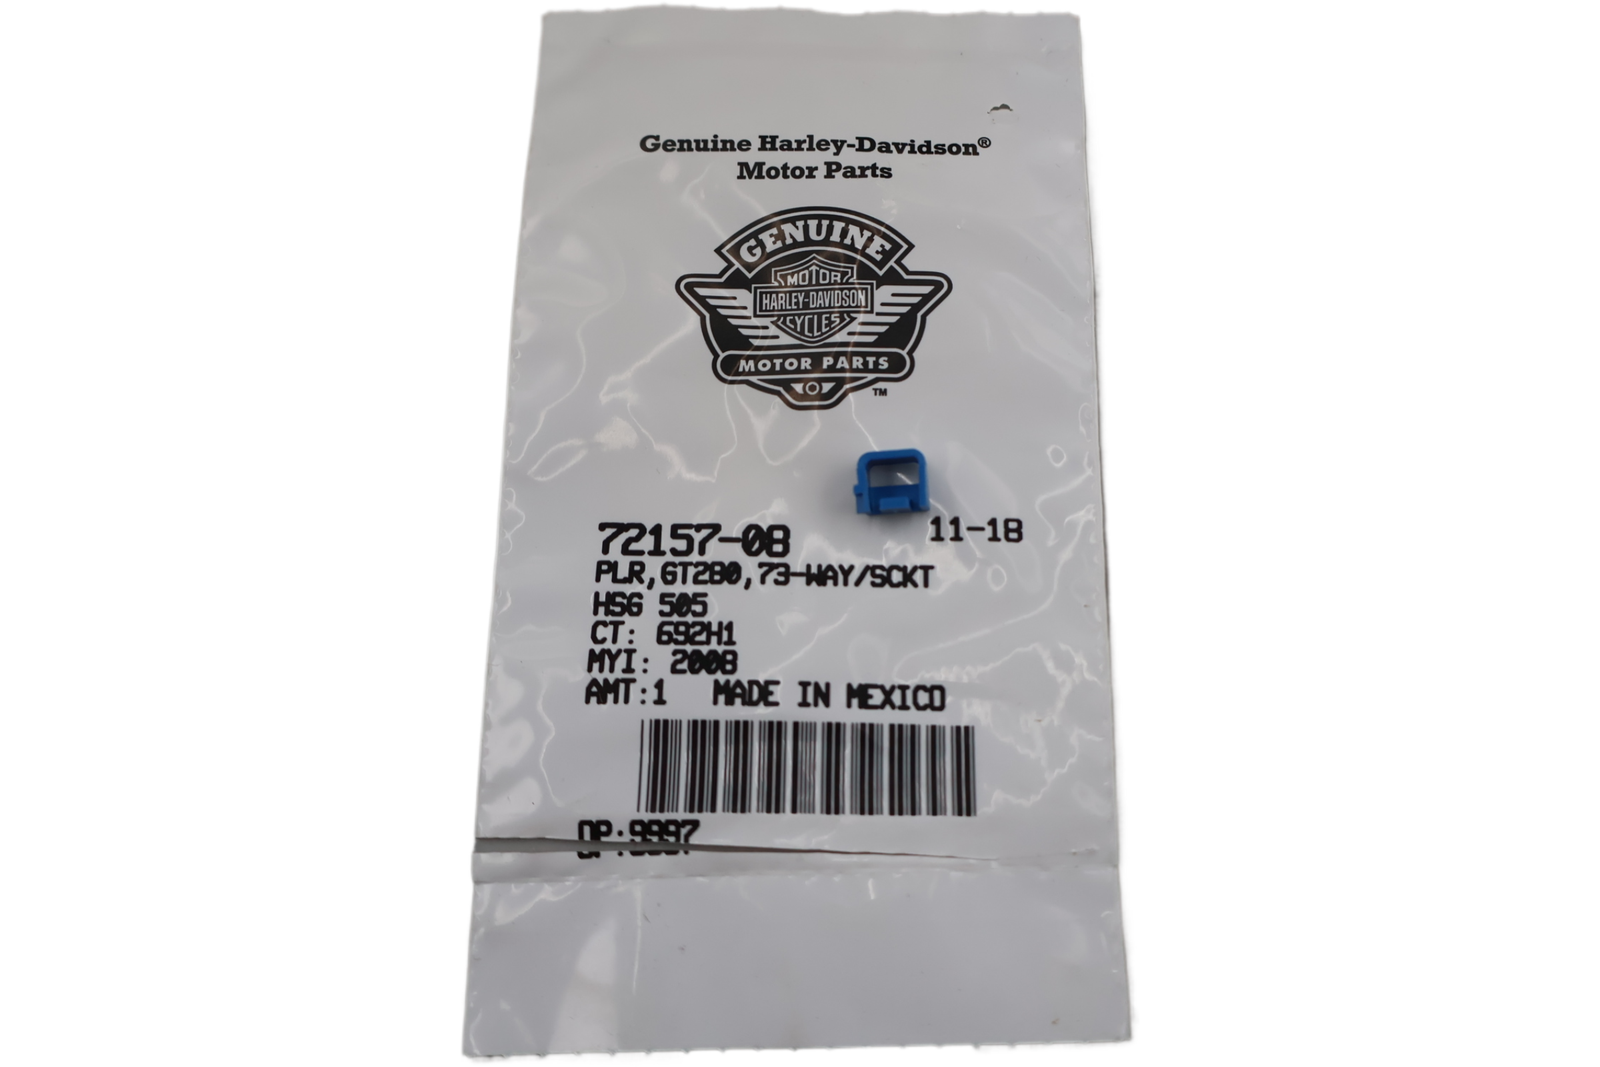 Genuine Harley-Davidson®
Motor Parts
GENUINE
MOTOR
HARLEY-DAVIDSON
CYCLES
MOTOR PARTS
™
72157-08 11-18
PLR,GT280,73-WAY/SCKT
HSG 505
CT: 692H1
MYI: 2008
AMT:1 MADE IN MEXICO
OP:9997